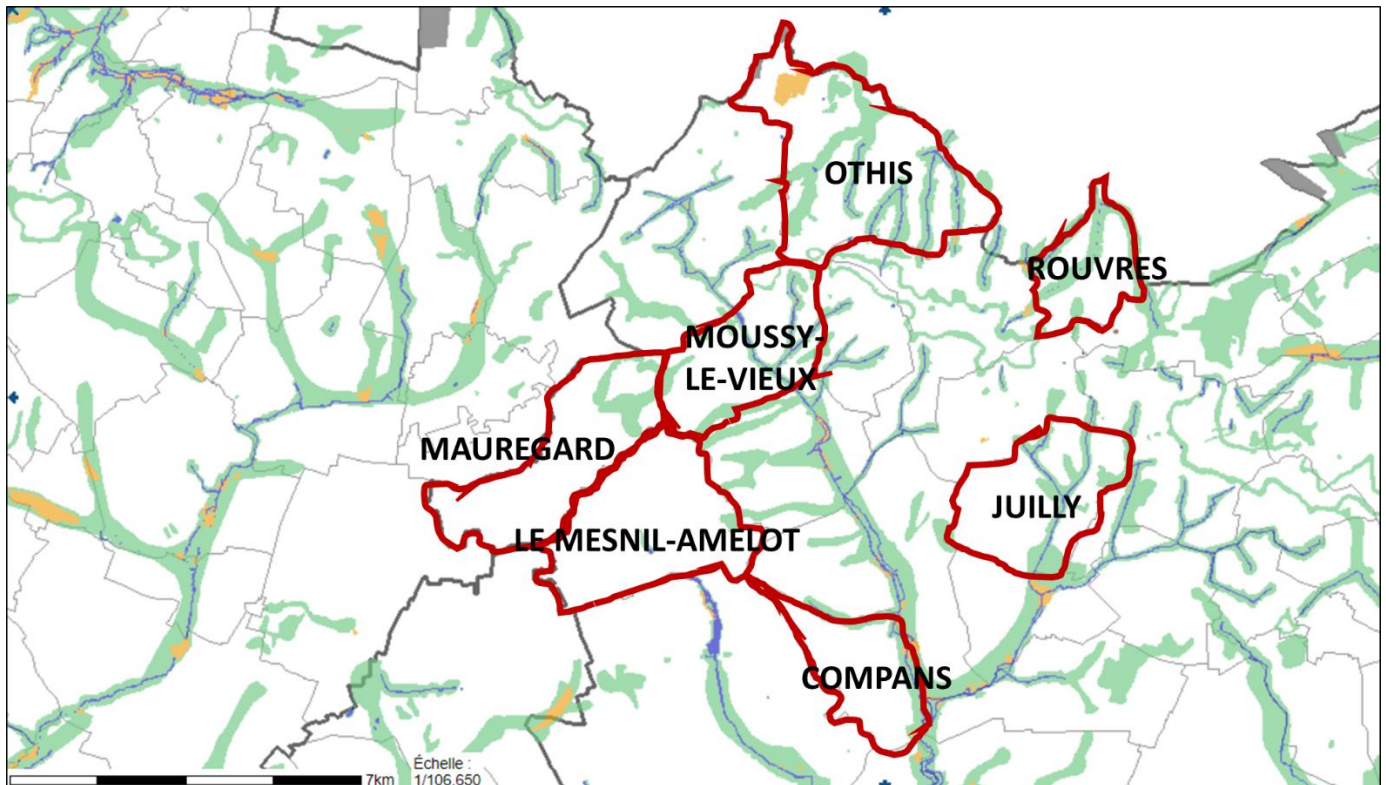 OTHIS
ROUVRES
MOUSSY-
LE-VIEUX
MAUREGARD
JUILLY
LE MESNIL-AMELOT
COMPANS
Échelle :
7km
1/106,650